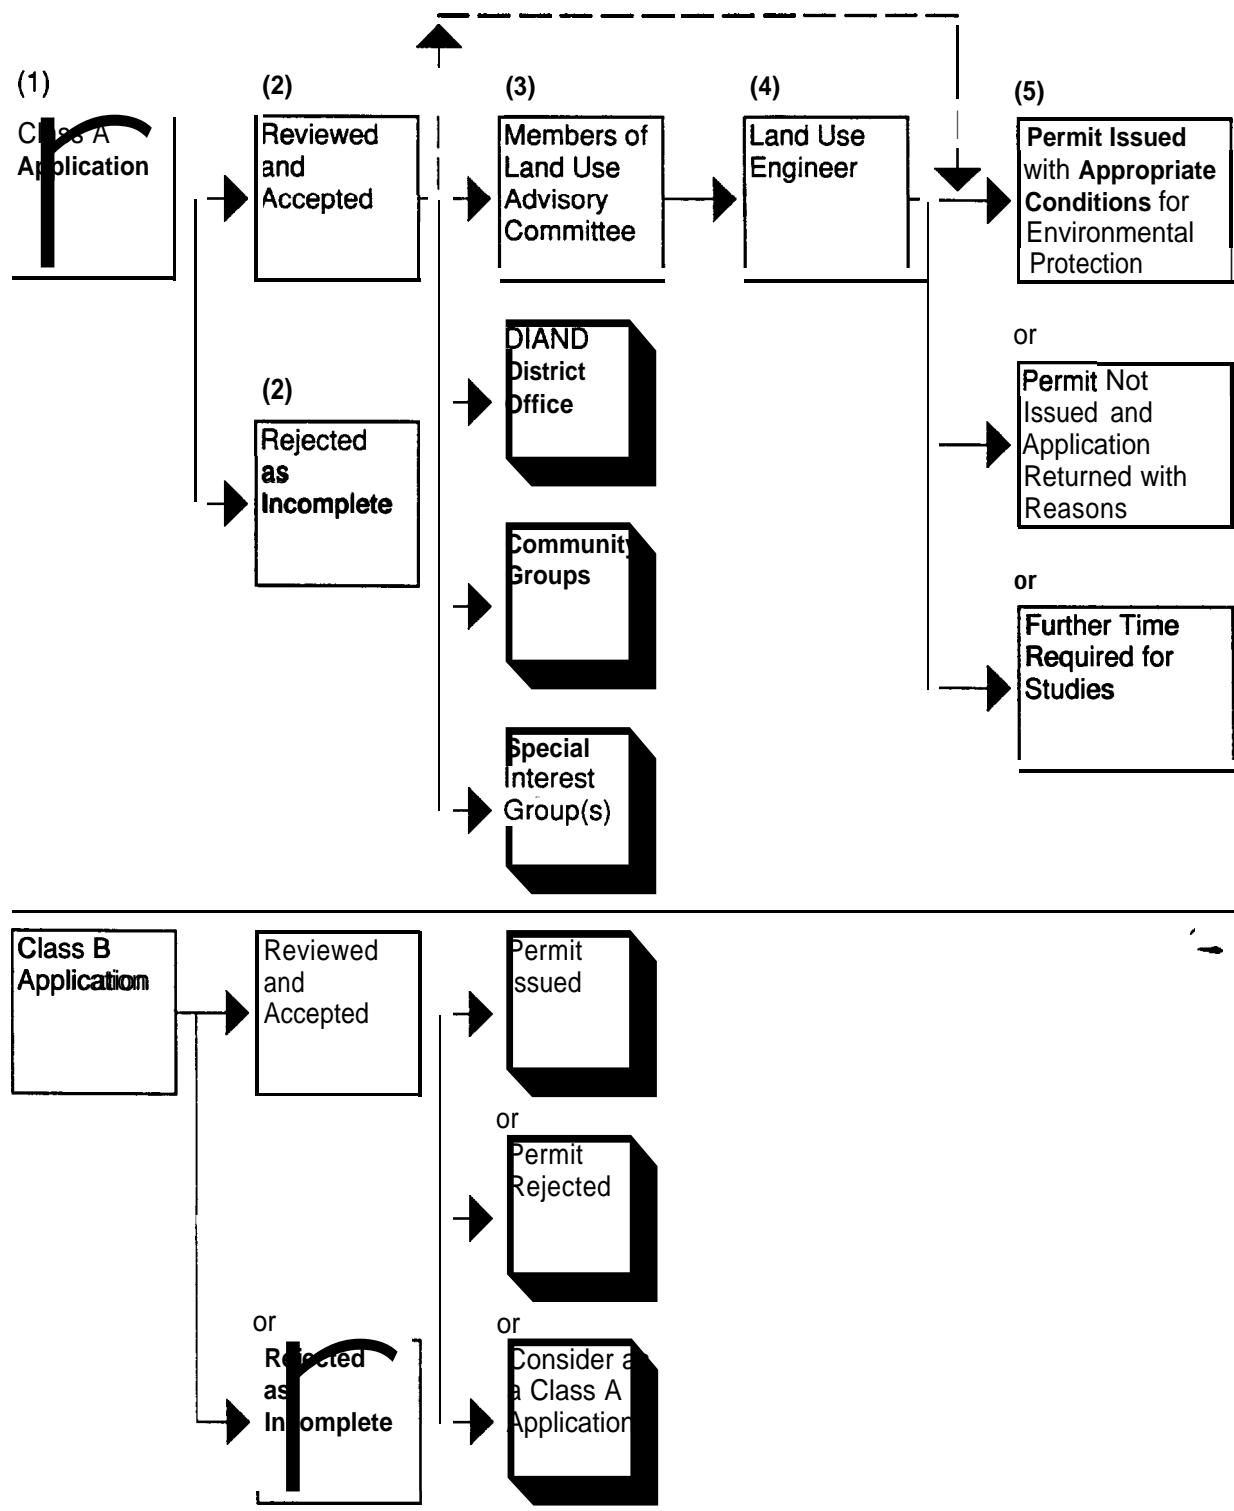 (1)
Class A
Application
(2)
Reviewed
and
Accepted
(2)
Rejected
as
Incomplete
(3)
Members of
Land Use
Advisory
Committee
DIAND
District
Office
Community
Groups
Special
Interest
Group(s)
(4)
Land Use
Engineer
(5)
Permit Issued
with Appropriate
Conditions for
Environmental
Protection
or
Permit Not
Issued and
Application
Returned with
Reasons
or
Further Time
Required for
Studies
Class B
Application
Reviewed
and
Accepted
or
Rejected
as
Incomplete
Permit
Issued
or
Permit
Rejected
or
Consider as
a Class A
Application